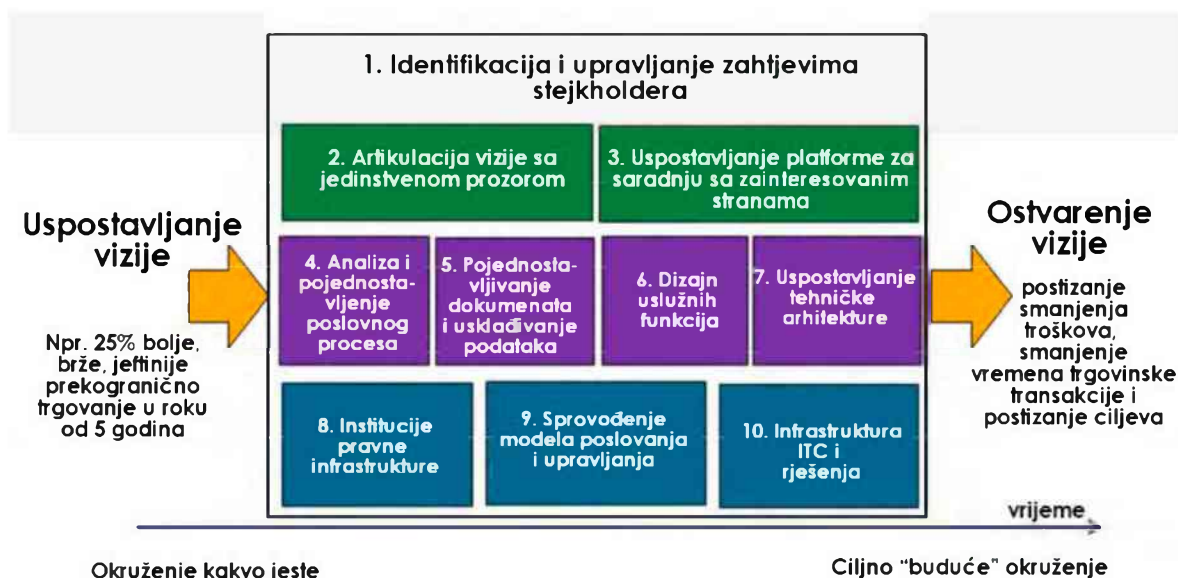 1. Identifikacija i upravljanje zahtjevima
stejkholdera
2. Artikulacija vizije sa
jedinstvenom prozorom
3. Uspostavljanje platforme za
saradnju sa zainteresovanim
stranama
Uspostavljanje
vizije
Npr. 25% bolje,
brže, jeftinije
prekogranično
trgovanje u roku
od 5 godina
4. Analiza i
pojednosta-
vljenje
poslovnog
procesa
5. Pojednosta-
vljivanje
dokumenata
i usklađivanje
podataka
6. Dizajn
uslužnih
funkcija
7. Uspostavljanje
tehničke
arhitekture
8. Institucije
pravne
infrastrukture
9. Sprovođenje
modela poslovanja
i upravljanja
10. Infrastruktura
ITC i
rješenja
Ostvarenje
vizije
postizanje
smanjenja
troškova,
smanjenje
vremena trgovinske
transakcije i
postizanje ciljeva
vrijeme
Okruženje kakvo jeste
Ciljno "buduće" okruženje